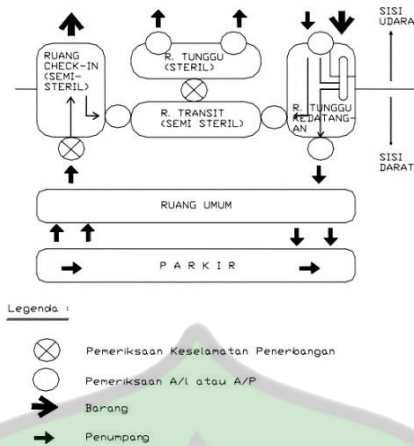 RUANG
CHECK-IN
(SEMI-
STERIL)
R. TUNGGU
(STERIL)
R. TRANSIT
(SEMI STERIL)
R. TUNGGU
KEDATANG-
AN
SISI
UDARA
SISI
DARAT
RUANG UMUM
P A R K I R
Legenda :
Pemeriksaan Keselamatan Penerbangan
Pemeriksaan A/l atau A/P
Barang
Penumpang